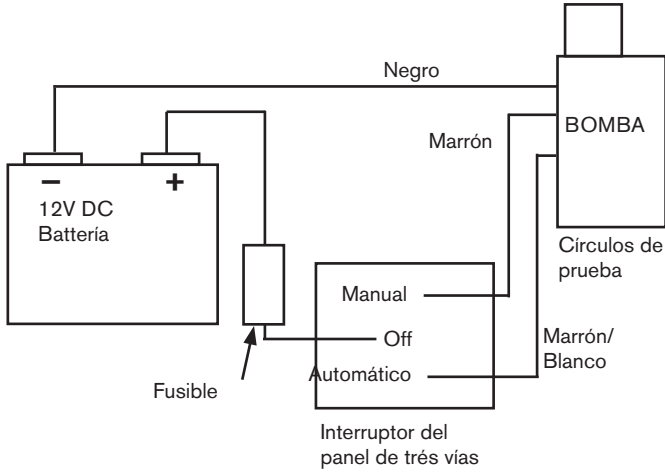 Negro
BOMBA
Marrón
–
+
12V DC
Battería
Círculos de
prueba
Manual
Off
Automático
Marrón/
Blanco
Fusible
Interruptor del
panel de trés vías